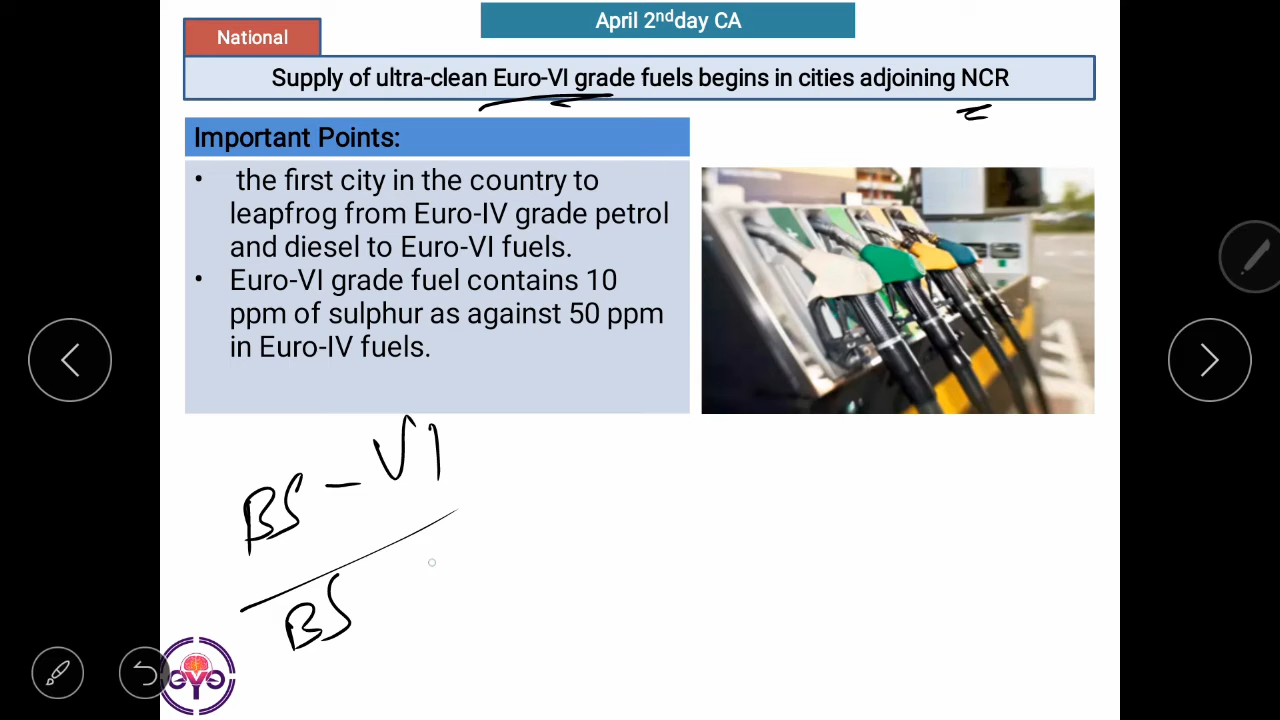 April 2nd day CA
National
Supply of ultra-clean Euro-VI grade fuels begins in cities adjoining NCR
Important Points:
• the first city in the country to
leapfrog from Euro-IV grade petrol
and diesel to Euro-VI fuels.
• Euro-VI grade fuel contains 10
ppm of sulphur as against 50 ppm
in Euro-IV fuels.
BS - VI
BS